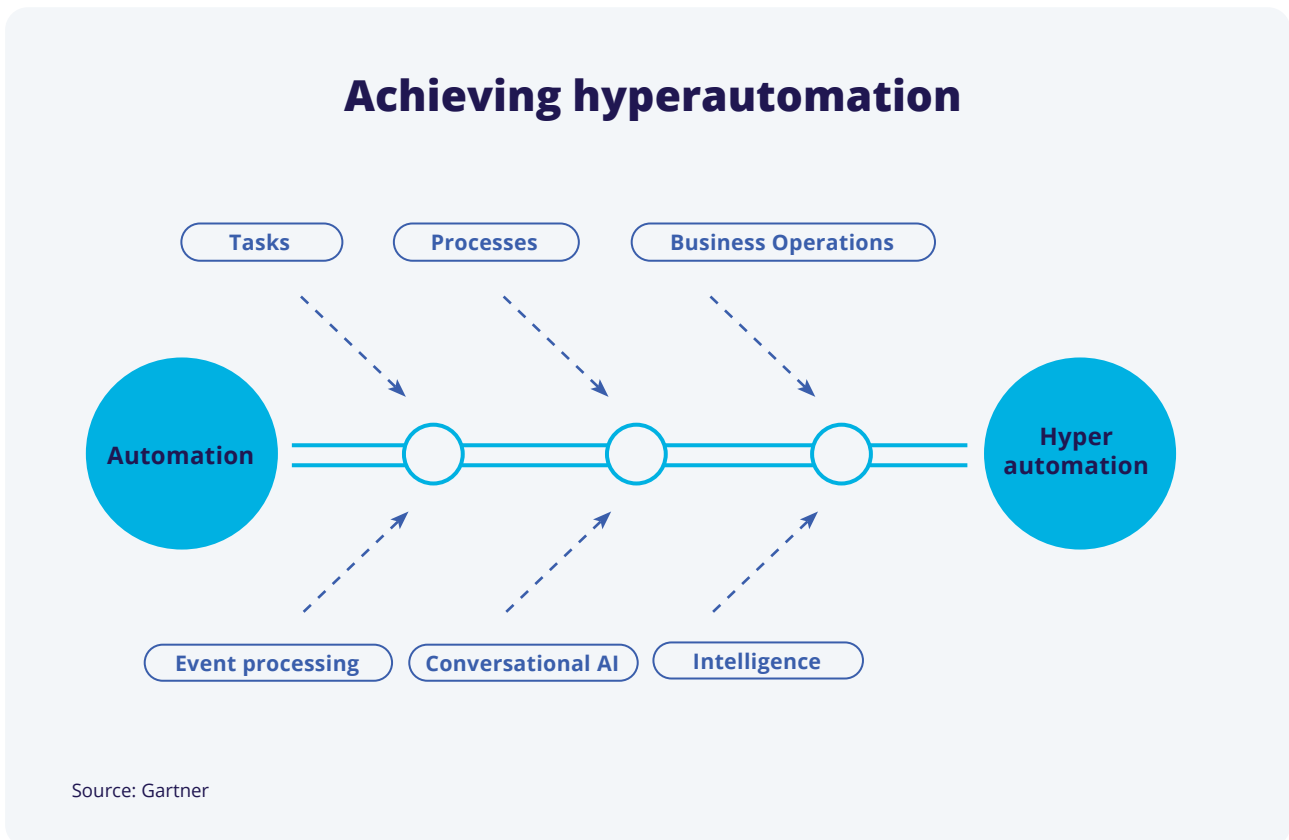 Achieving hyperautomation
Tasks
Processes
Business Operations
Automation
Hyper
automation
Event processing
Conversational AI
Intelligence
Source: Gartner